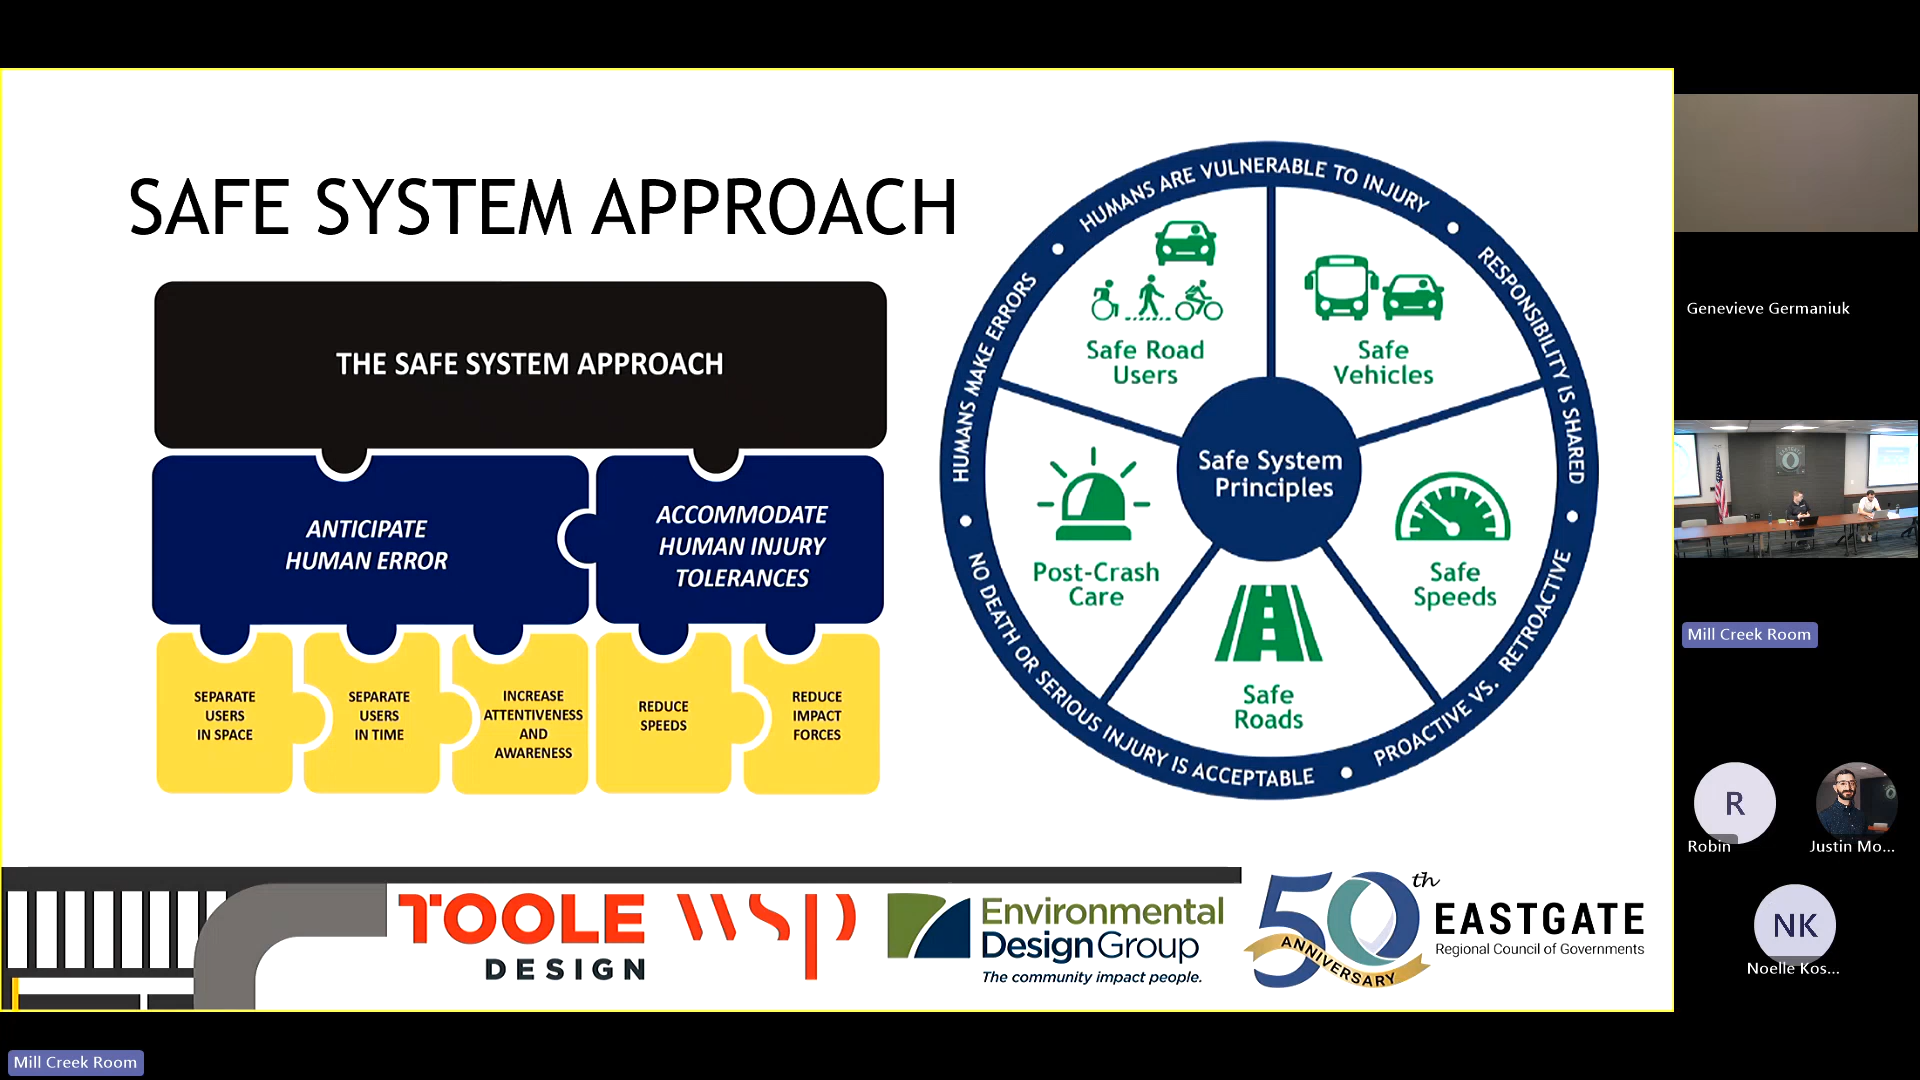 SAFE SYSTEM APPROACH
THE SAFE SYSTEM APPROACH
ANTICIPATE
HUMAN ERROR
ACCOMMODATE
HUMAN INJURY
TOLERANCES
SEPARATE
USERS
IN SPACE
SEPARATE
USERS
IN TIME
INCREASE
ATTENTIVENESS
AND
AWARENESS
REDUCE
SPEEDS
REDUCE
IMPACT
FORCES
HUMANS MAKE ERRORS
HUMANS ARE VULNERABLE TO INJURY
RESPONSIBILITY IS SHARED
PROACTIVE VS. RETROACTIVE
NO DEATH OR SERIOUS INJURY IS ACCEPTABLE
Safe Road
Users
Safe
Vehicles
Safe System
Principles
Post-Crash
Care
Safe
Speeds
Safe
Roads
TOOLE
DESIGN
wsp
Environmental
Design Group
The community impact people.
50th
ANNIVERSARY
EASTGATE
Regional Council of Governments
Genevieve Germaniuk
EASTGATE
Mill Creek Room
R
Robin
Justin Mo...
NK
Noelle Kos...
Mill Creek Room